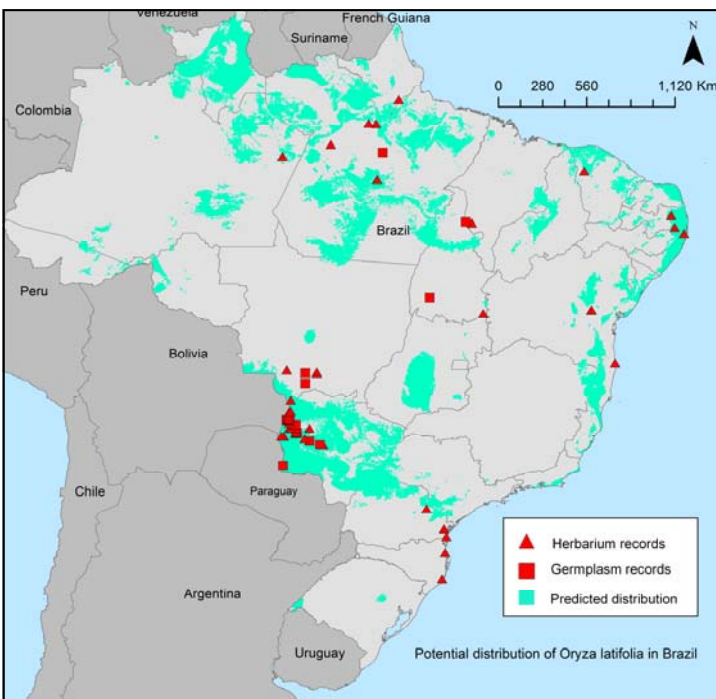 Venezuela
French Guiana
Suriname
N
Colombia
0 280 560 1,120 Km
Brazil
Peru
Bolivia
Chile
Paraguay
Herbarium records
Germplasm records
Argentina
Predicted distribution
Uruguay
Potential distribution of Oryza latifolia in Brazil